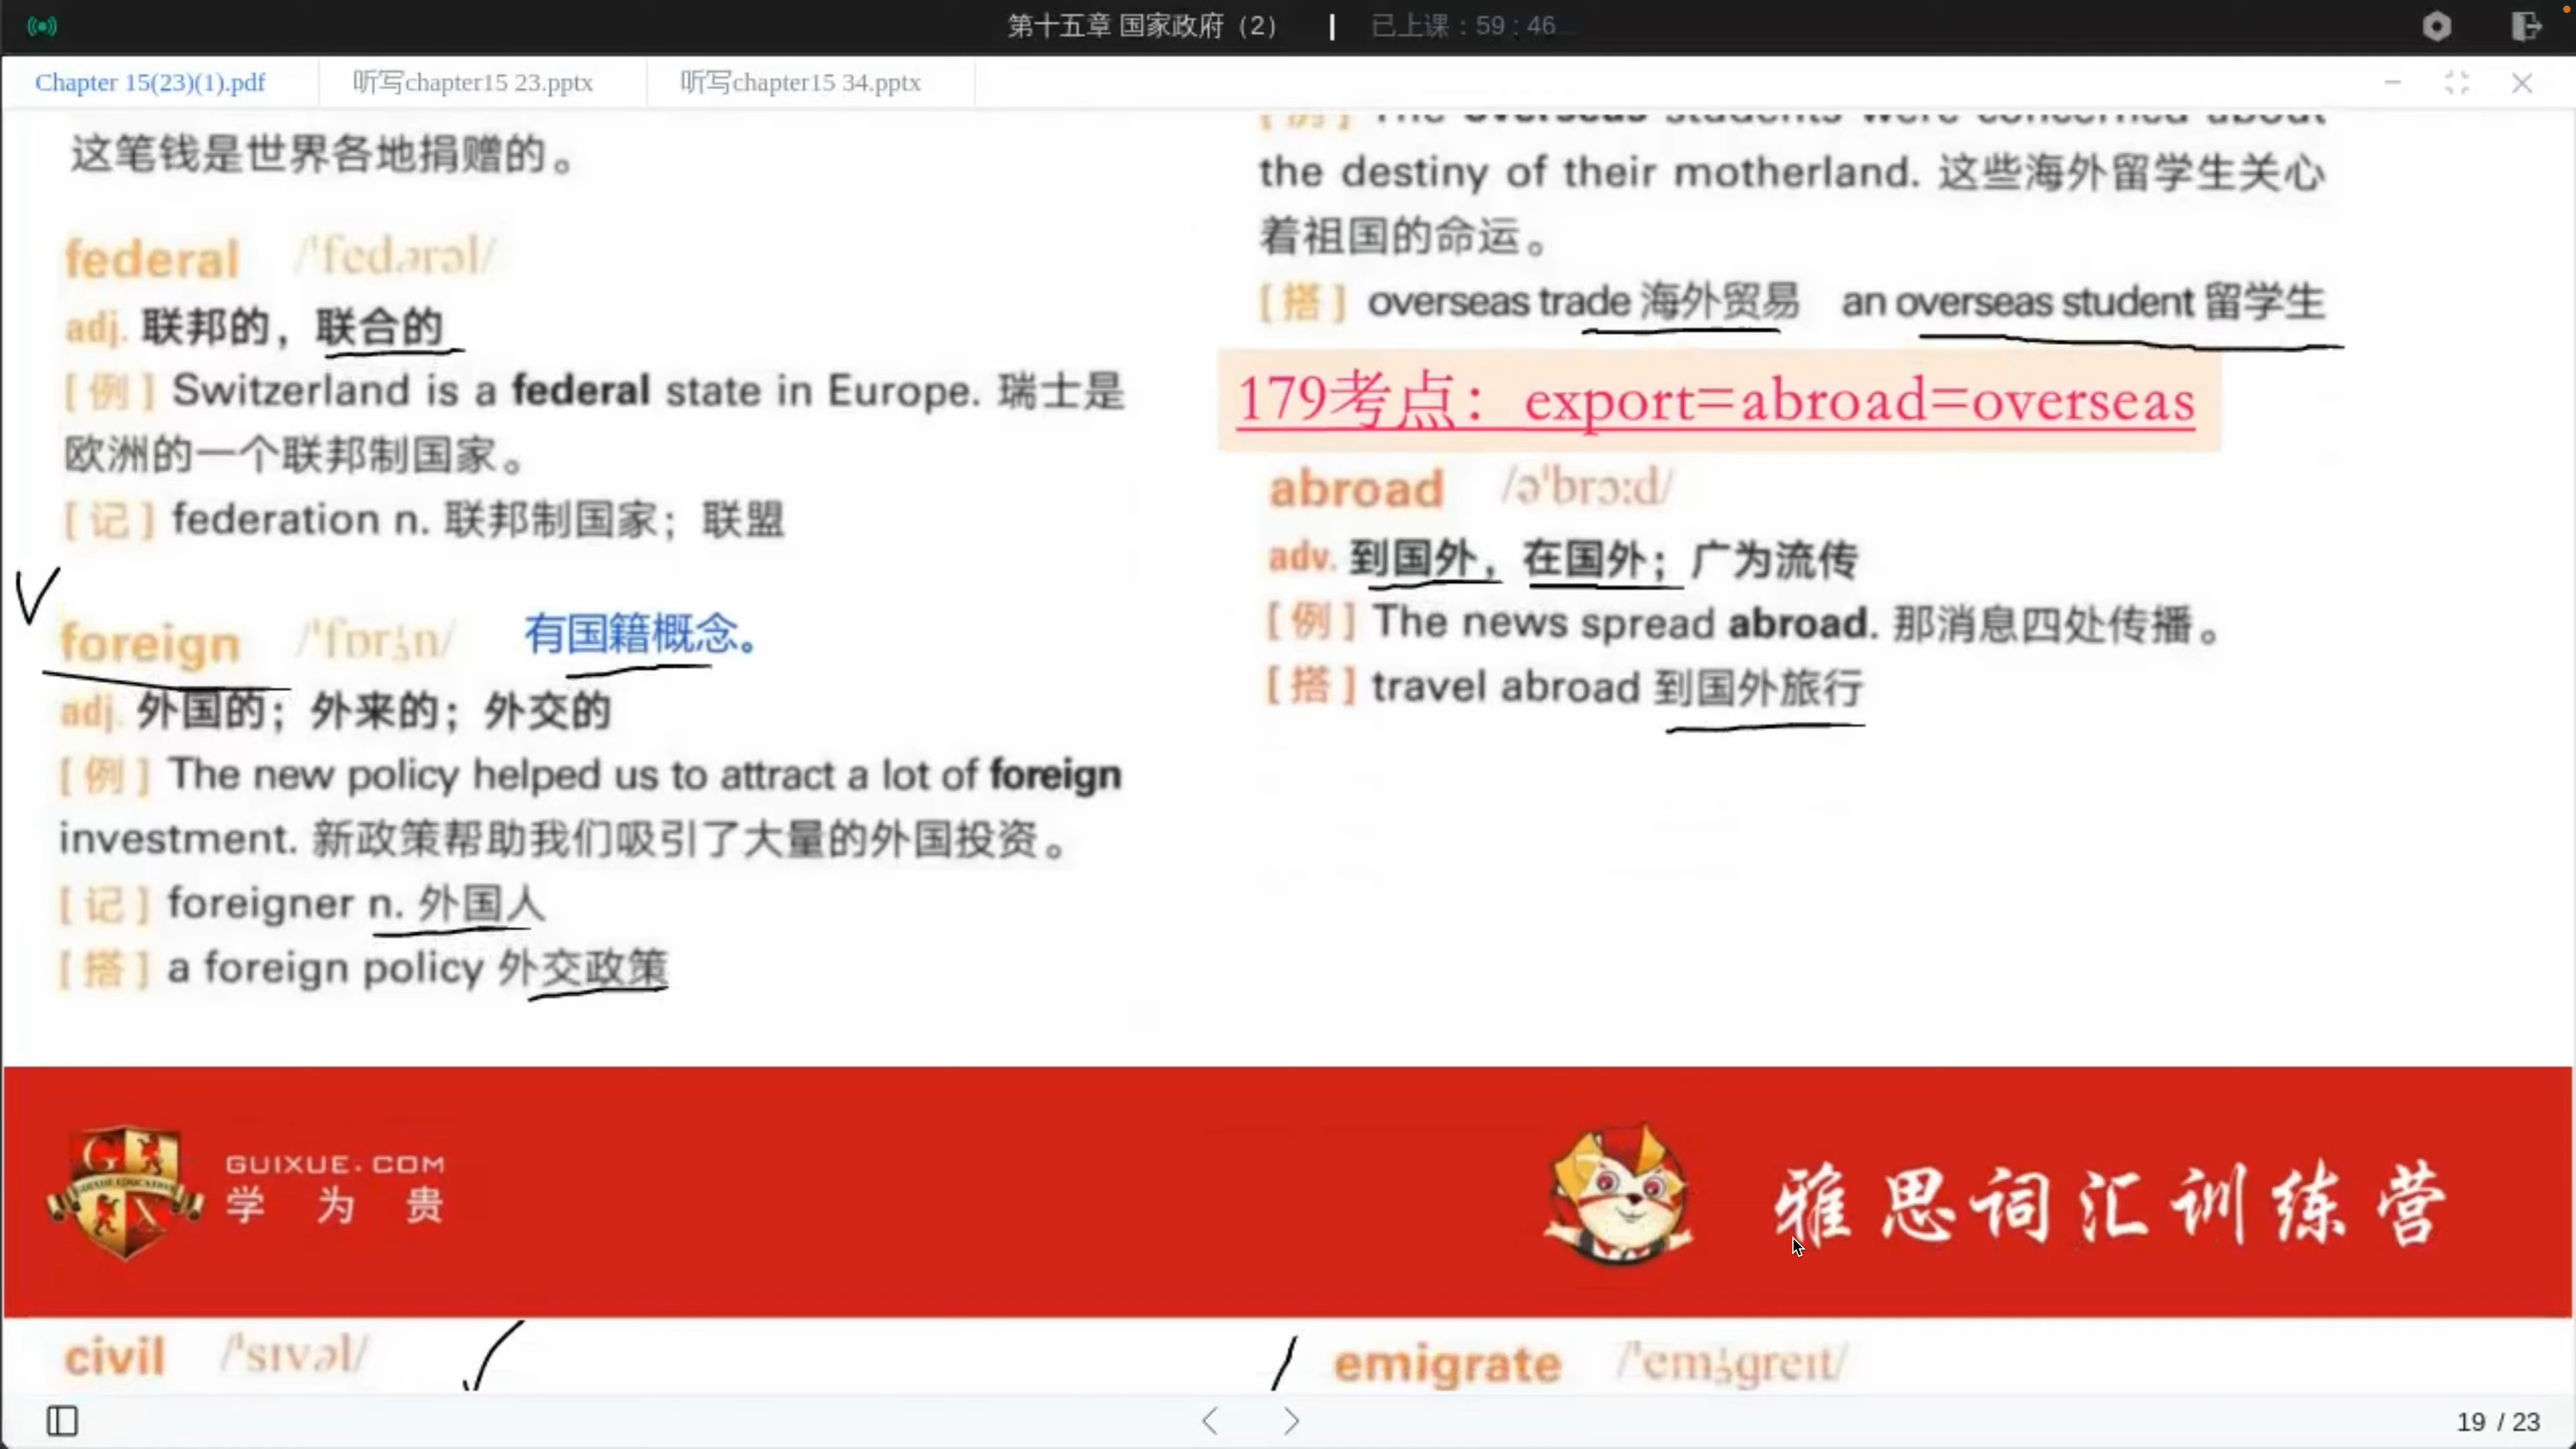 第十五章 国家政府（2） | 已上课：59 : 46
Chapter 15(23)(1).pdf
听写chapter15 23.pptx
听写chapter15 34.pptx
这笔钱是世界各地捐赠的。
federal /ˈfedərəl/
adj. 联邦的，联合的
[ 例 ] Switzerland is a federal state in Europe. 瑞士是
欧洲的一个联邦制国家。
[ 记 ] federation n. 联邦制国家；联盟
foreign /ˈfɒrɪn/ 有国籍概念。
adj. 外国的；外来的；外交的
[ 例 ] The new policy helped us to attract a lot of foreign
investment. 新政策帮助我们吸引了大量的外国投资。
[ 记 ] foreigner n. 外国人
[ 搭 ] a foreign policy 外交政策
[ 例 ] The overseas students were concerned about
the destiny of their motherland. 这些海外留学生关心
着祖国的命运。
[ 搭 ] overseas trade 海外贸易 an overseas student 留学生
179考点：export=abroad=overseas
abroad /əˈbrɔːd/
adv. 到国外，在国外；广为流传
[ 例 ] The news spread abroad. 那消息四处传播。
[ 搭 ] travel abroad 到国外旅行
GUIXUE.COM
学为贵
GUIXUE EDUCATION
G
X
雅思词汇训练营
civil /ˈsɪvəl/
emigrate /ˈemɪgreɪt/
19 / 23